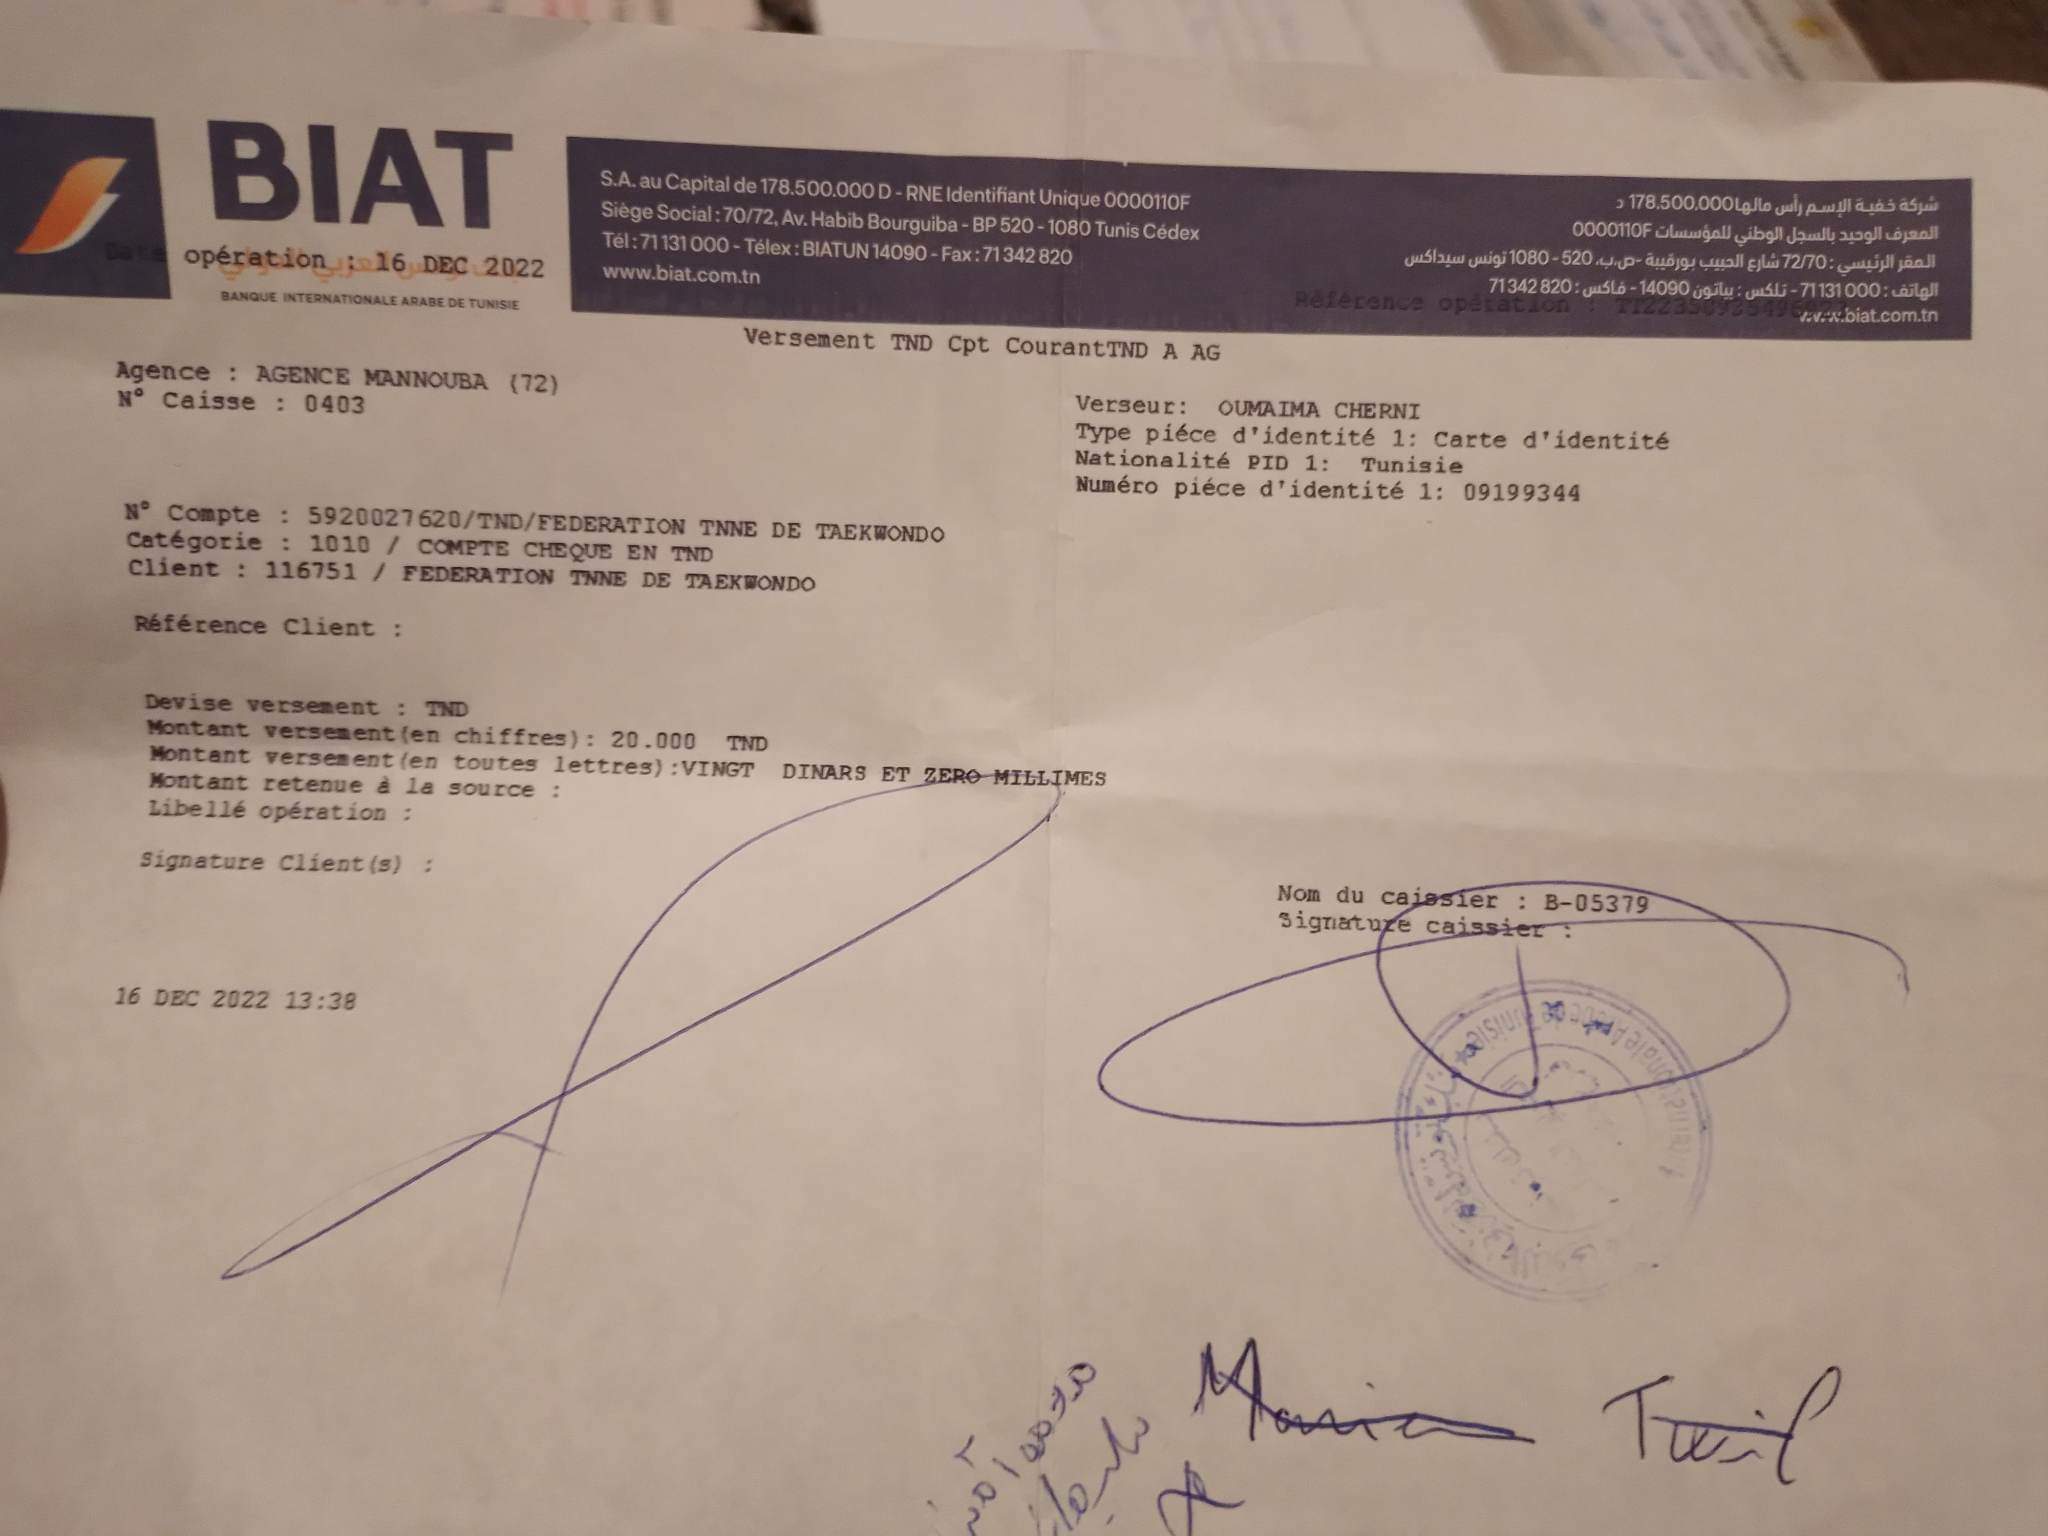 BIAT
Date opération : 16 DEC 2022
BANQUE INTERNATIONALE ARABE DE TUNISIE
S.A. au Capital de 178.500.000 D - RNE Identifiant Unique 0000110F
Siège Social : 70/72, Av. Habib Bourguiba - BP 520 - 1080 Tunis Cédex
Tél : 71 131 000 - Télex : BIATUN 14090 - Fax : 71 342 820
www.biat.com.tn
شركة خفية الإسم رأس مالها 178.500.000 د
المعرف الوحيد بالسجل الوطني للمؤسسات 0000110F
المقر الرئيسي : 72/70 شارع الحبيب بورقيبة -ص.ب. 520 - 1080 تونس سيداكس
الهاتف : 71 131 000 - تلكس : بياتون 14090 - فاكس : 71 342 820
www.biat.com.tn
Référence opération :
Versement TND Cpt CourantTND A AG
Agence : AGENCE MANNOUBA (72)
N° Caisse : 0403
Verseur: OUMAIMA CHERNI
Type piéce d'identité 1: Carte d'identité
Nationalité PID 1: Tunisie
Numéro piéce d'identité 1: 09199344
N° Compte : 5920027620/TND/FEDERATION TNNE DE TAEKWONDO
Catégorie : 1010 / COMPTE CHEQUE EN TND
Client : 116751 / FEDERATION TNNE DE TAEKWONDO
Référence Client :
Devise versement : TND
Montant versement(en chiffres): 20.000 TND
Montant versement(en toutes lettres):VINGT DINARS ET ZERO MILLIMES
Montant retenue à la source :
Libellé opération :
Signature Client(s) :
Nom du caissier : B-05379
Signature caissier :
16 DEC 2022 13:38